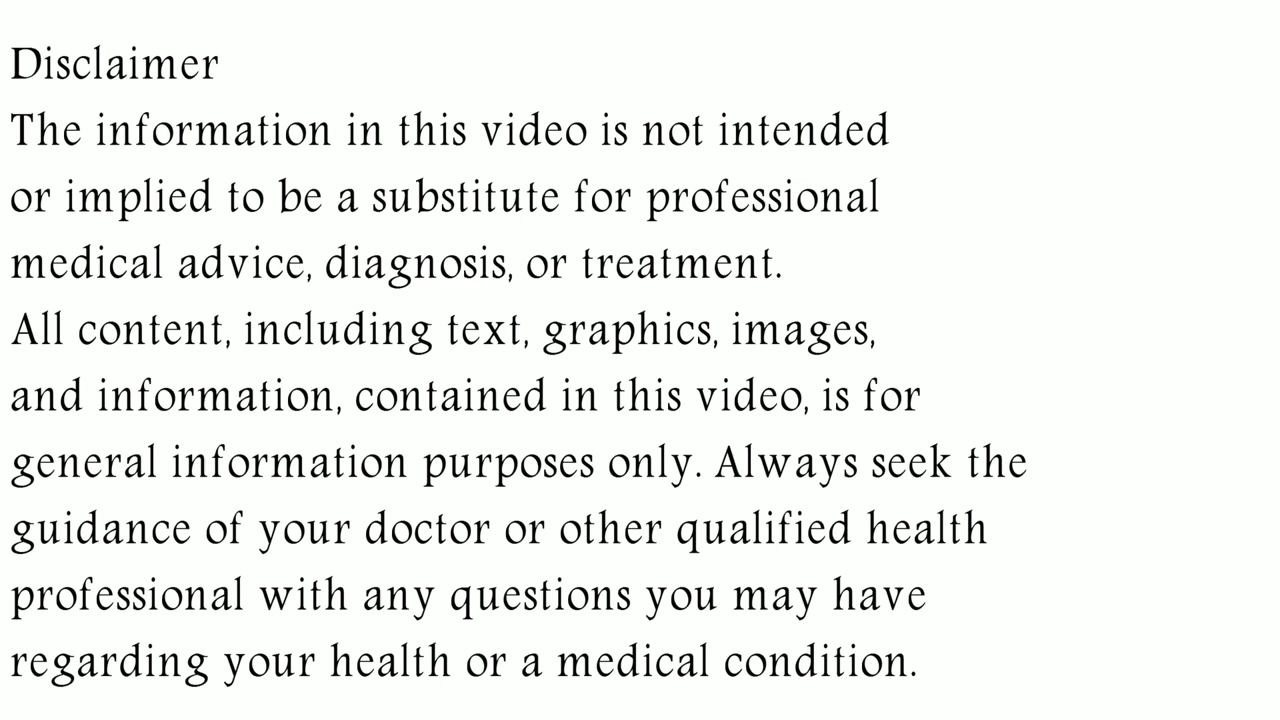 Disclaimer
The information in this video is not intended
or implied to be a substitute for professional
medical advice, diagnosis, or treatment.
All content, including text, graphics, images,
and information, contained in this video, is for
general information purposes only. Always seek the
guidance of your doctor or other qualified health
professional with any questions you may have
regarding your health or a medical condition.